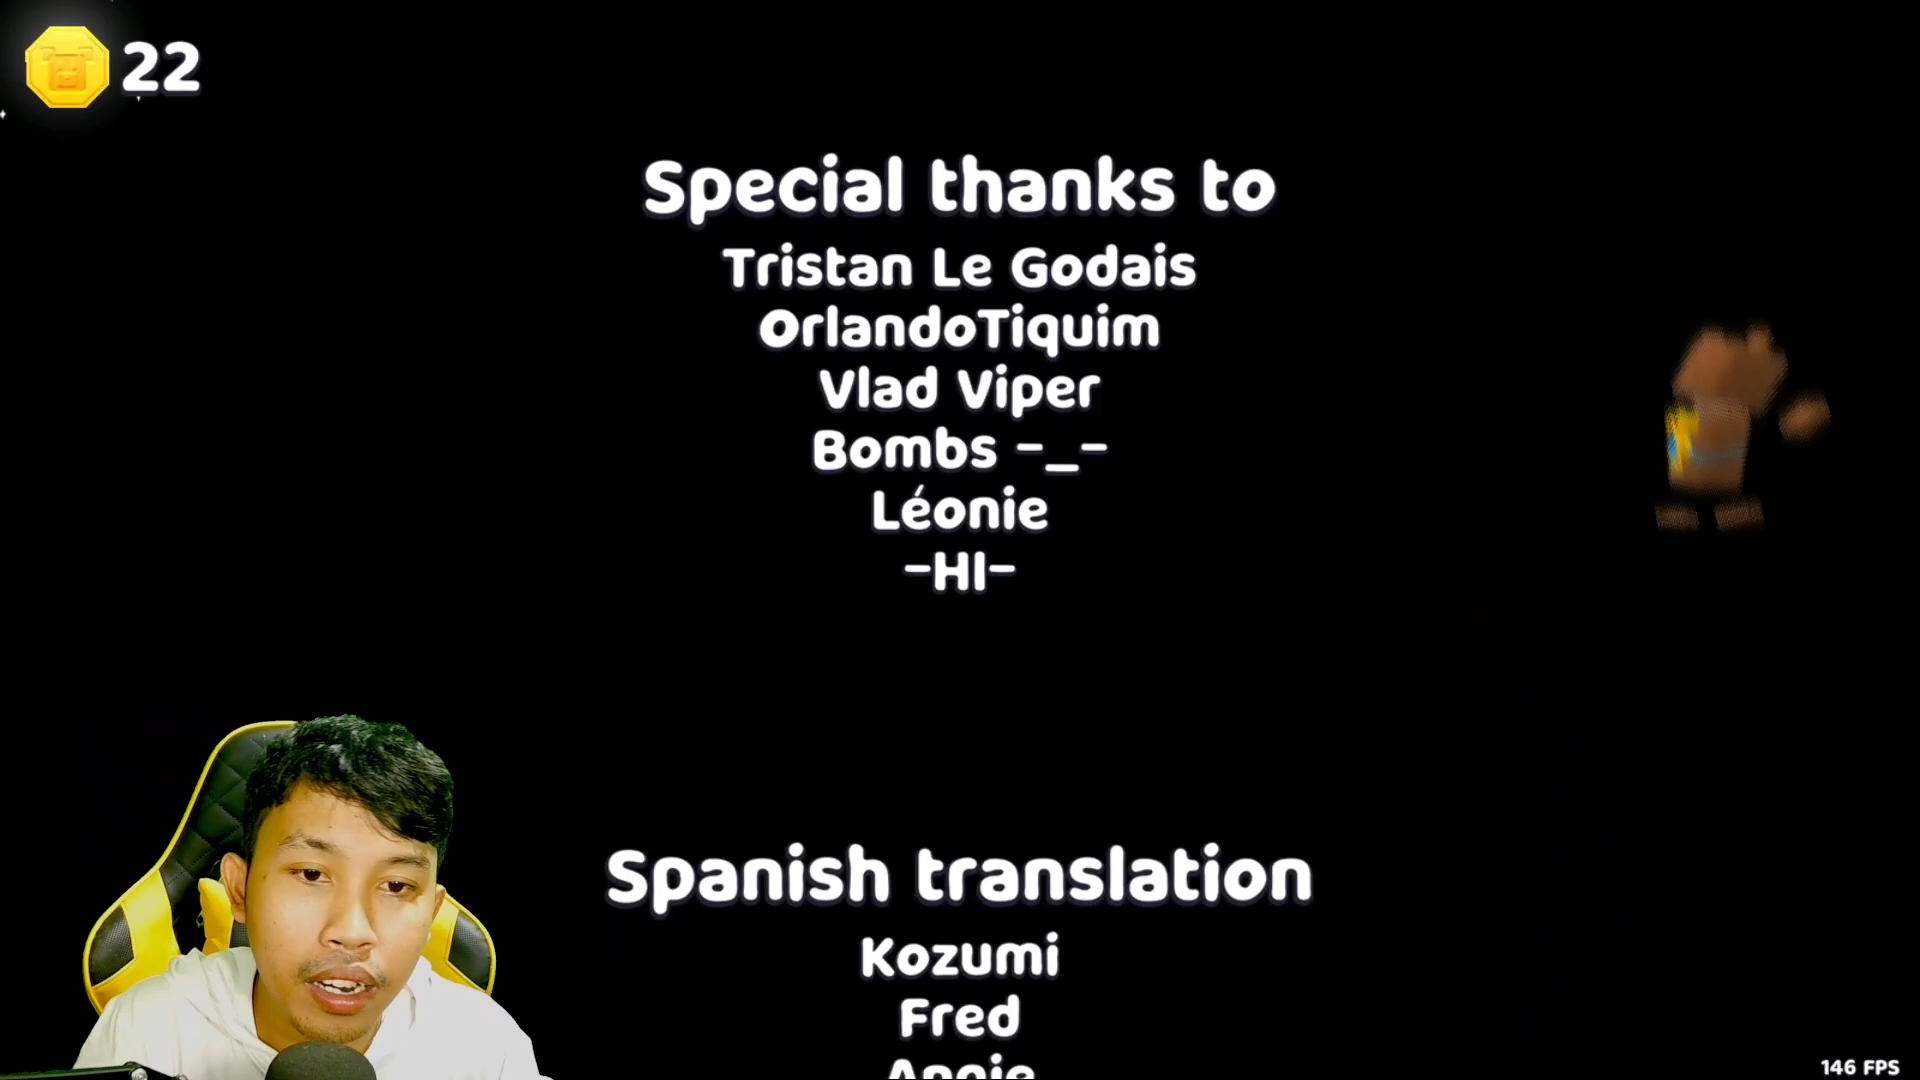 22
Special thanks to
Tristan Le Godais
OrlandoTiquim
Vlad Viper
Bombs -_-
Léonie
-HI-
Spanish translation
Kozumi
Fred
Annie
146 FPS